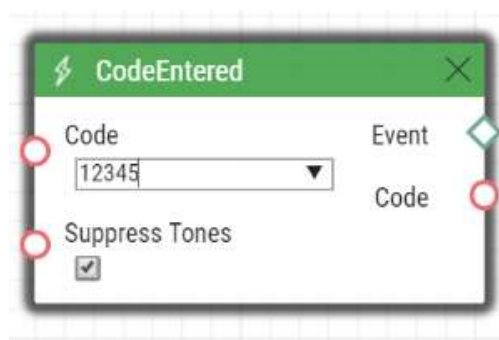 CodeEntered
Code
Event
12345
Code
Suppress Tones